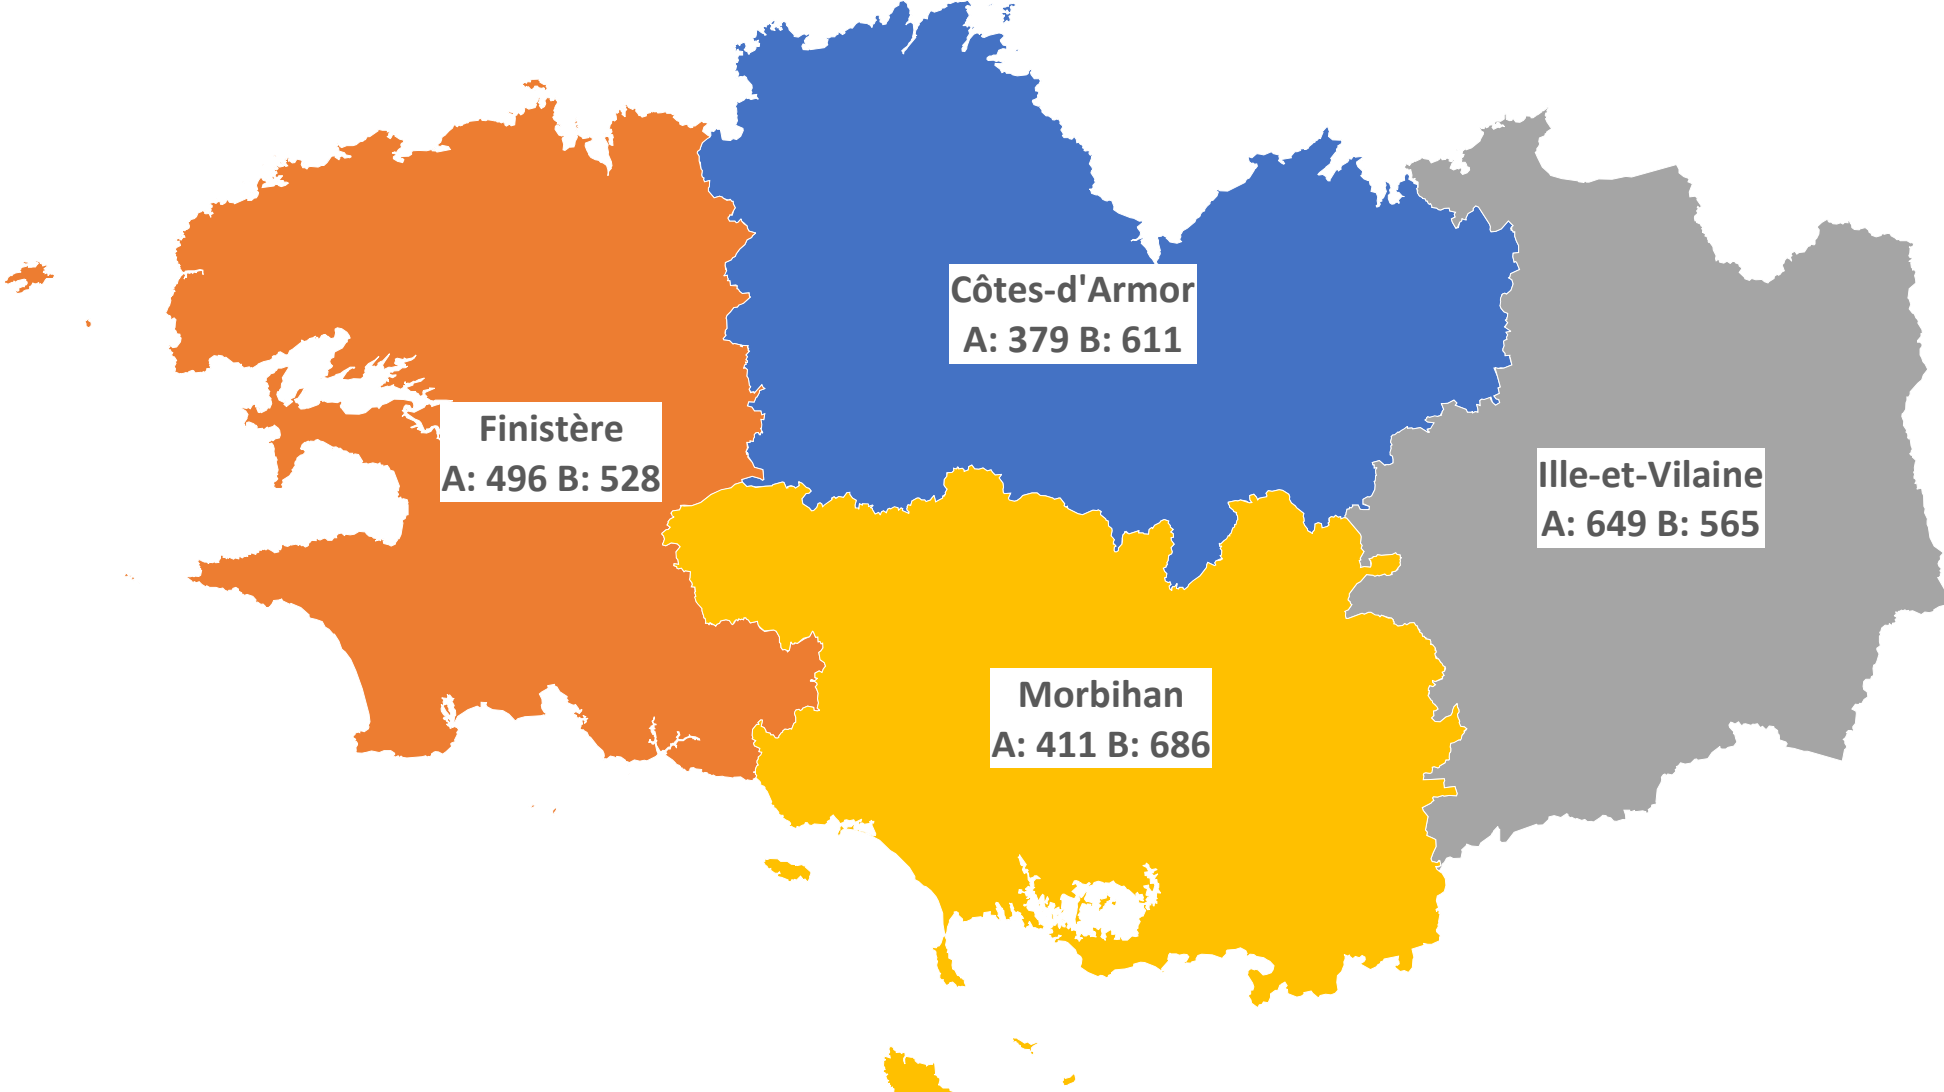 Côtes-d'Armor
A: 379 B: 611
Finistère
A: 496 B: 528
Ille-et-Vilaine
A: 649 B: 565
Morbihan
A: 411 B: 686